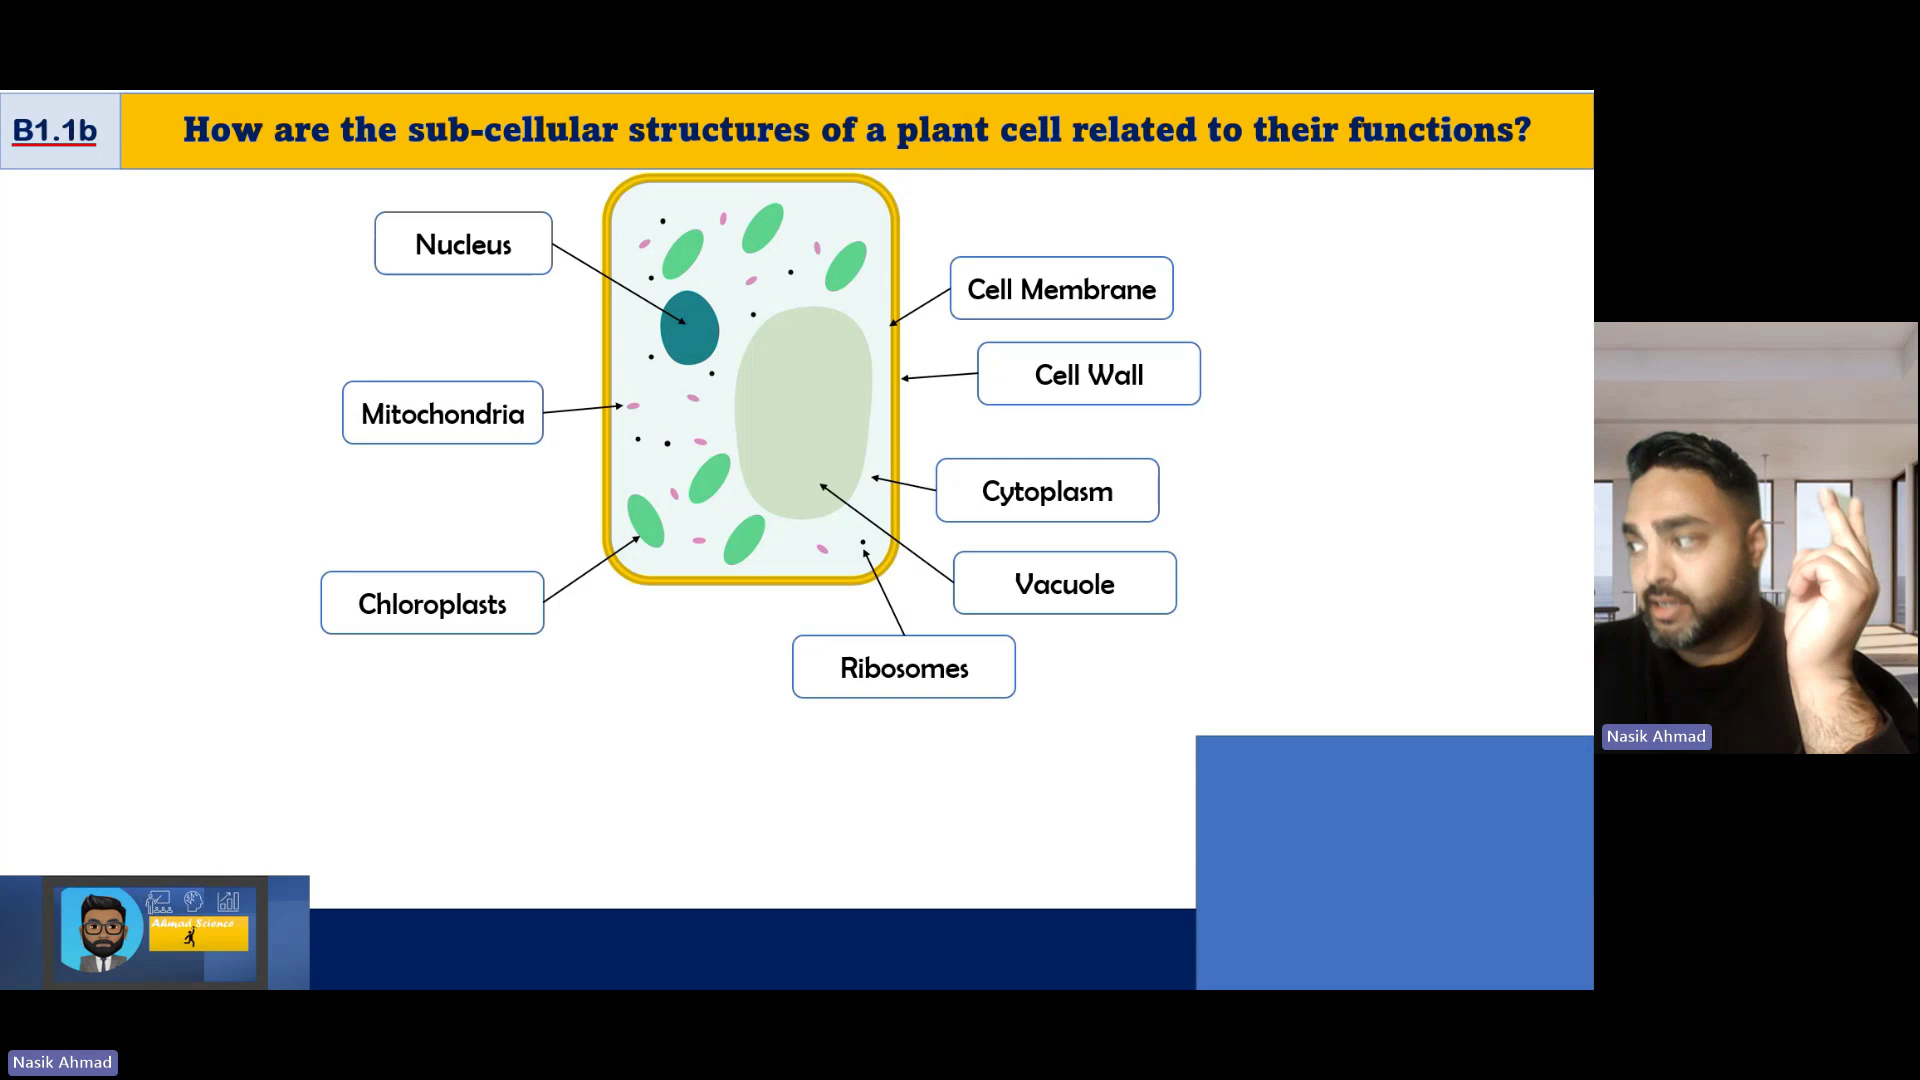 B1.1b
How are the sub-cellular structures of a plant cell related to their functions?
Nucleus
Cell Membrane
Cell Wall
Mitochondria
Cytoplasm
Vacuole
Chloroplasts
Ribosomes
Nasik Ahmad
Ahmad Science
Nasik Ahmad